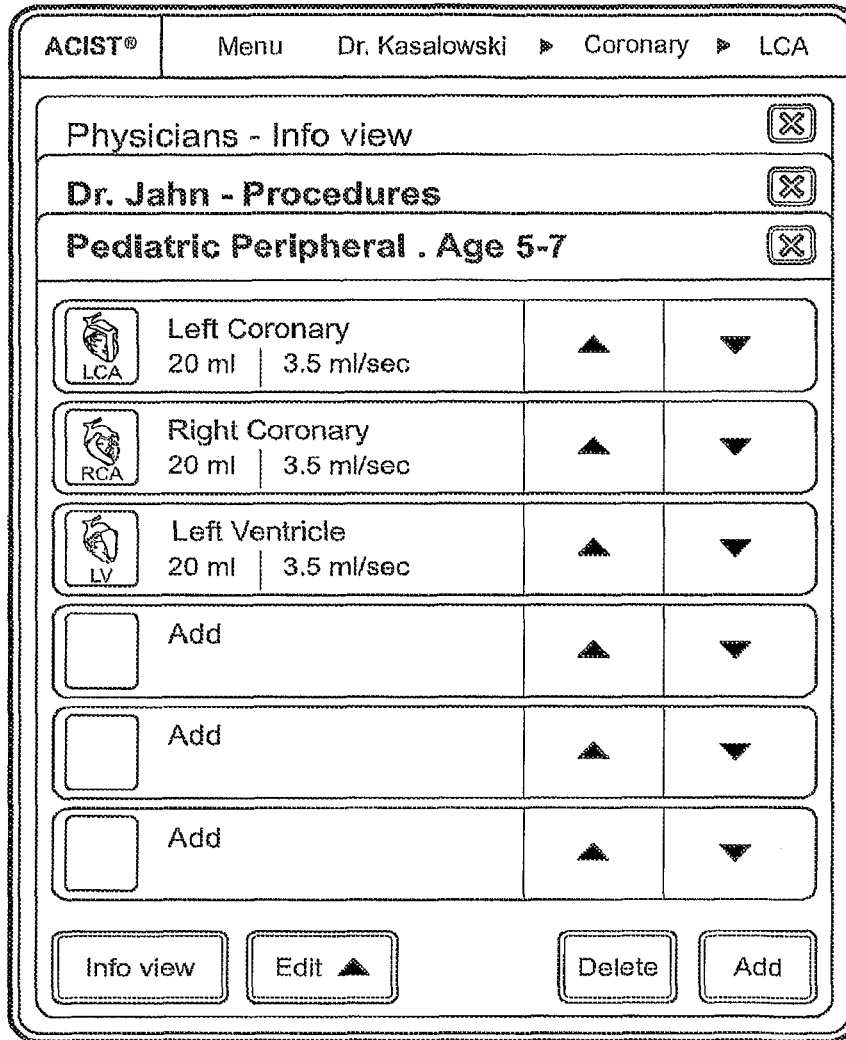 ACIST® Menu Dr. Kasalowski ▶ Coronary ▶ LCA
Physicians - Info view
Dr. Jahn - Procedures
Pediatric Peripheral . Age 5-7
Left Coronary
LCA
20 ml | 3.5 ml/sec
Right Coronary
RCA
20 ml | 3.5 ml/sec
Left Ventricle
LV
20 ml | 3.5 ml/sec
Add
Add
Add
Info view Edit ▲ Delete Add